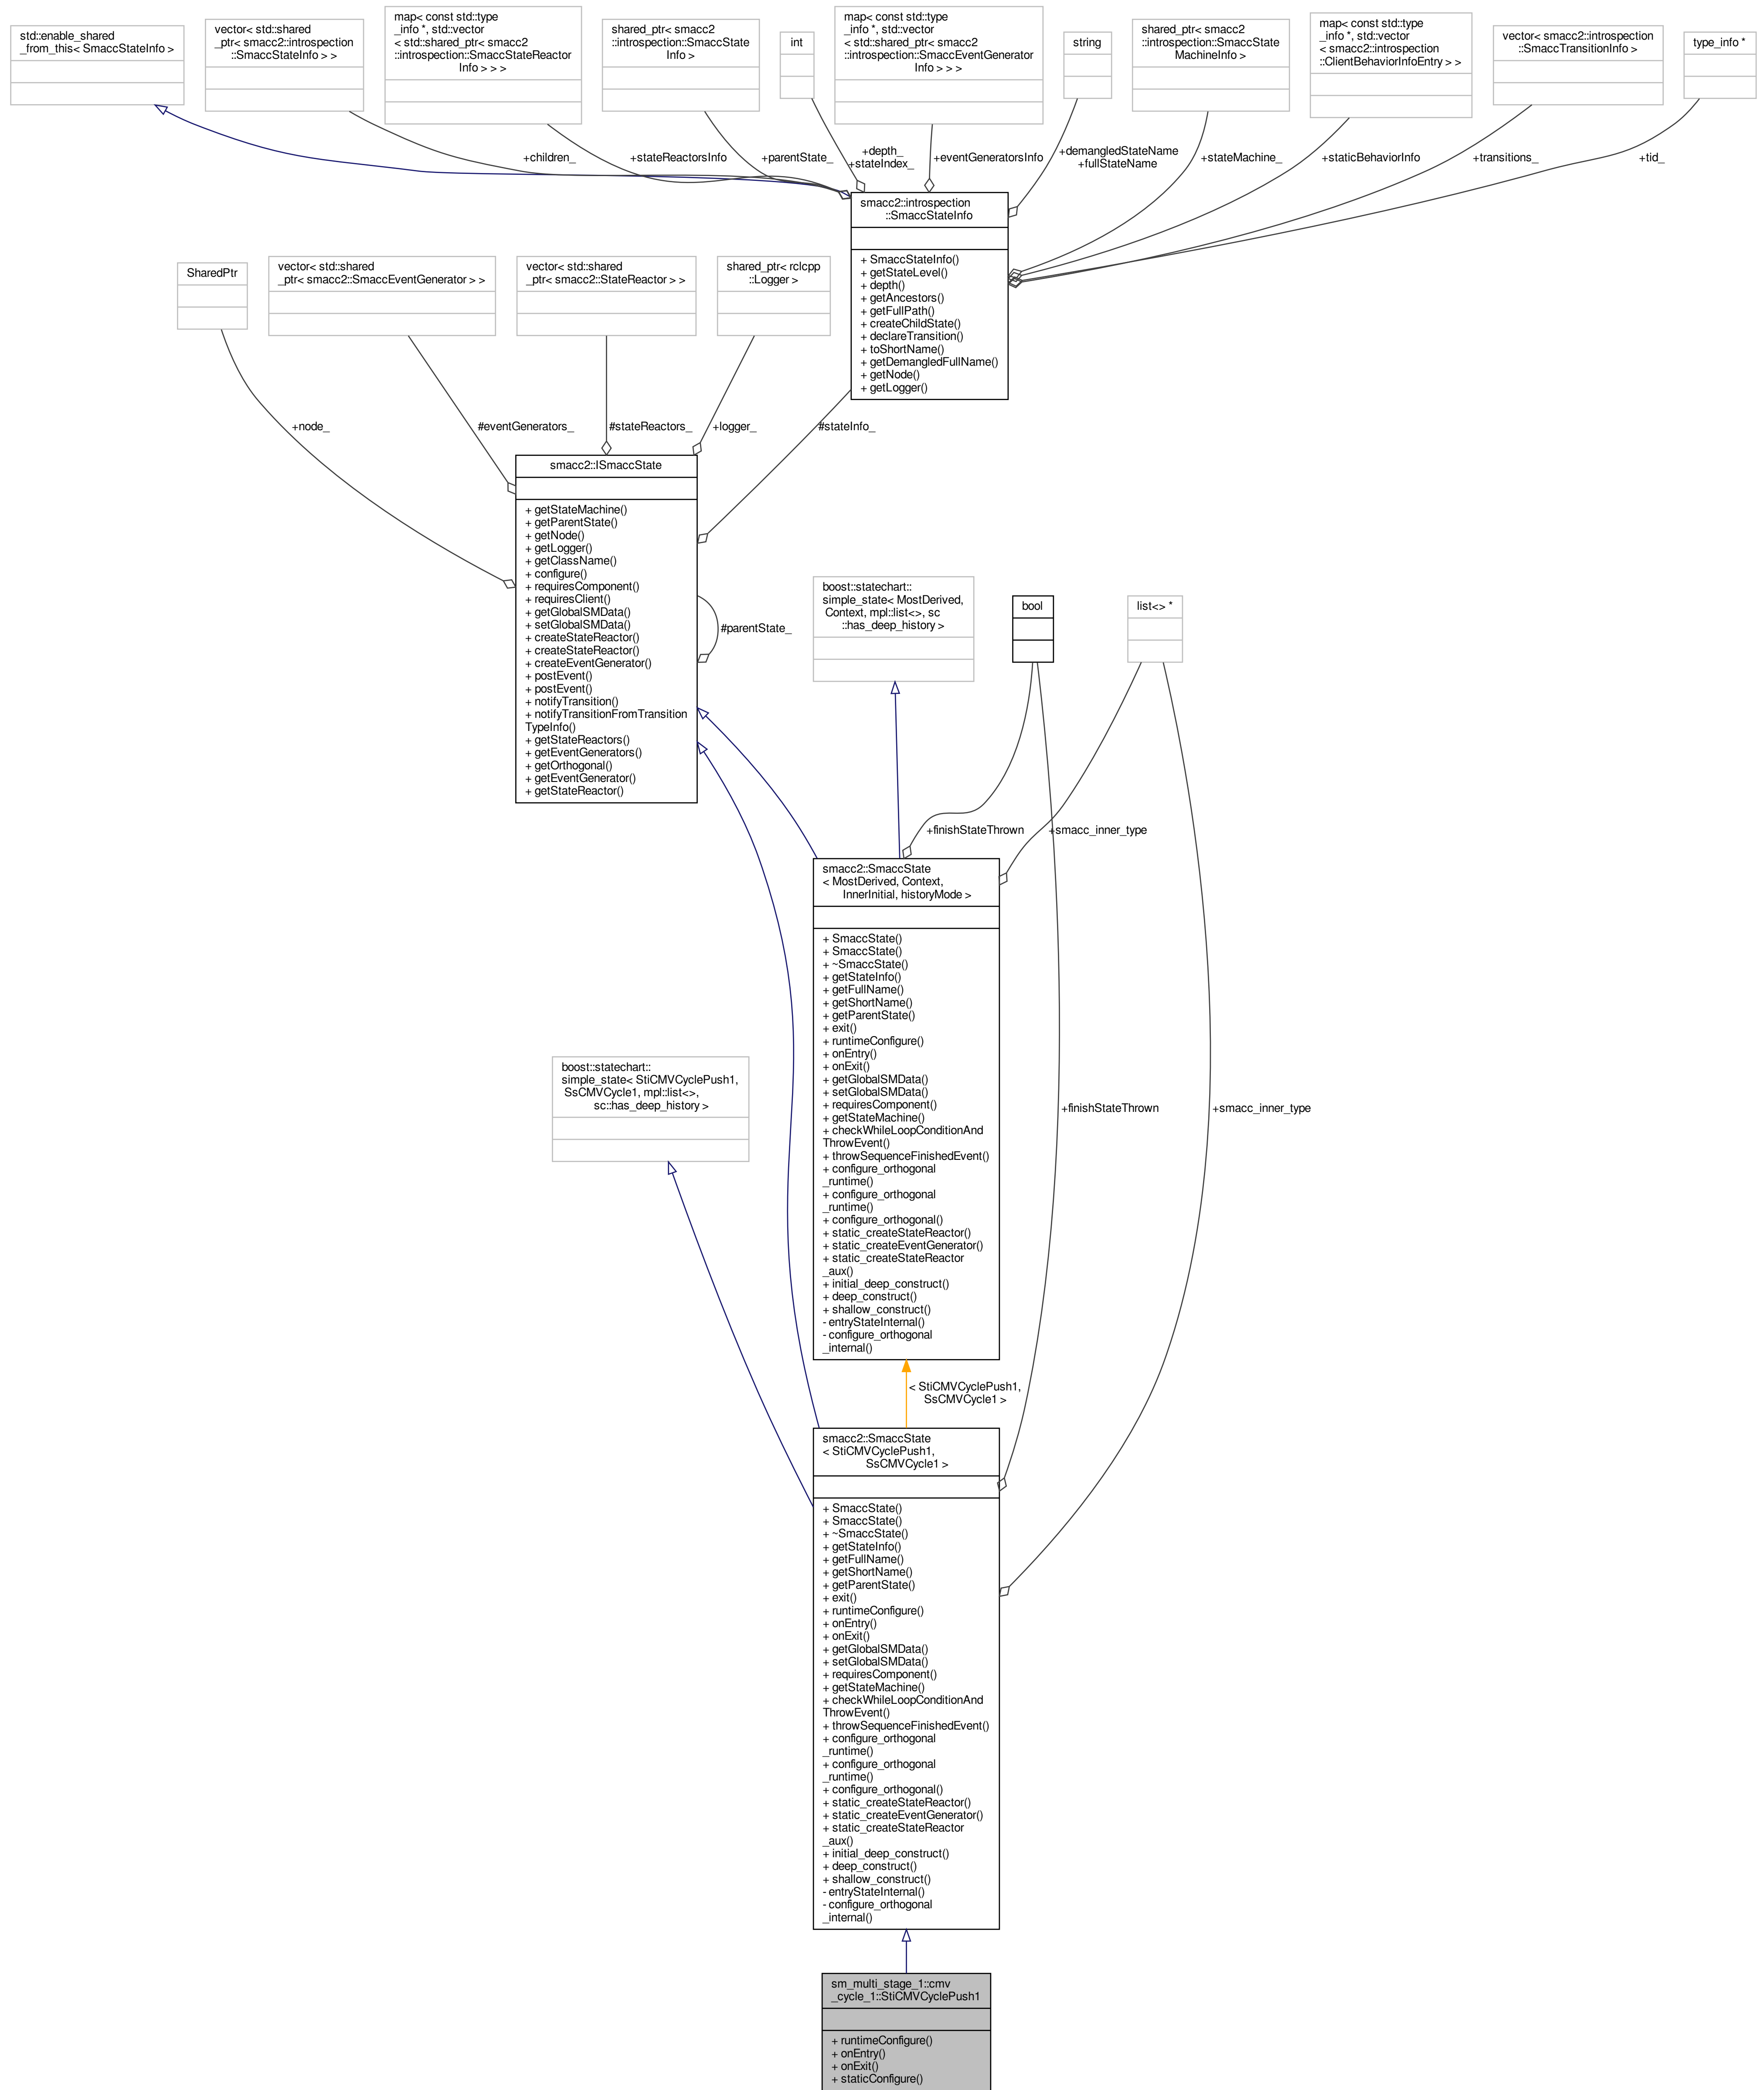 std::enable_shared
_from_this< SmaccStateInfo >
vector< std::shared
_ptr< smacc2::introspection
::SmaccStateInfo > >
map< const std::type
_info *, std::vector
< std::shared_ptr< smacc2
::introspection::SmaccStateReactor
Info > > >
shared_ptr< smacc2
::introspection::SmaccState
Info >
int
map< const std::type
_info *, std::vector
< std::shared_ptr< smacc2
::introspection::SmaccEventGenerator
Info > > >
string
shared_ptr< smacc2
::introspection::SmaccState
MachineInfo >
map< const std::type
_info *, std::vector
< smacc2::introspection
::ClientBehaviorInfoEntry > >
vector< smacc2::introspection
::SmaccTransitionInfo >
type_info *
+children_
+stateReactorsInfo
+parentState_
+depth_
+stateIndex_
+eventGeneratorsInfo
+demangledStateName
+fullStateName
+stateMachine_
+staticBehaviorInfo
+transitions_
+tid_
smacc2::introspection
::SmaccStateInfo
+ SmaccStateInfo()
+ getStateLevel()
+ depth()
+ getAncestors()
+ getFullPath()
+ createChildState()
+ declareTransition()
+ toShortName()
+ getDemangledFullName()
+ getNode()
+ getLogger()
SharedPtr
vector< std::shared
_ptr< smacc2::SmaccEventGenerator > >
vector< std::shared
_ptr< smacc2::StateReactor > >
shared_ptr< rclcpp
::Logger >
+node_
#eventGenerators_
#stateReactors_
+logger_
#stateInfo_
smacc2::ISmaccState
+ getStateMachine()
+ getParentState()
+ getNode()
+ getLogger()
+ getClassName()
+ configure()
+ requiresComponent()
+ requiresClient()
+ getGlobalSMData()
+ setGlobalSMData()
+ createStateReactor()
+ createStateReactor()
+ createEventGenerator()
+ postEvent()
+ postEvent()
+ notifyTransition()
+ notifyTransitionFromTransition
TypeInfo()
+ getStateReactors()
+ getEventGenerators()
+ getOrthogonal()
+ getEventGenerator()
+ getStateReactor()
#parentState_
boost::statechart::
simple_state< MostDerived,
Context, mpl::list<>, sc
::has_deep_history >
bool
list<> *
+finishStateThrown
+smacc_inner_type
smacc2::SmaccState
< MostDerived, Context,
InnerInitial, historyMode >
+ SmaccState()
+ SmaccState()
+ ~SmaccState()
+ getStateInfo()
+ getFullName()
+ getShortName()
+ getParentState()
+ exit()
+ runtimeConfigure()
+ onEntry()
+ onExit()
+ getGlobalSMData()
+ setGlobalSMData()
+ requiresComponent()
+ getStateMachine()
+ checkWhileLoopConditionAnd
ThrowEvent()
+ throwSequenceFinishedEvent()
+ configure_orthogonal
_runtime()
+ configure_orthogonal
_runtime()
+ configure_orthogonal()
+ static_createStateReactor()
+ static_createEventGenerator()
+ static_createStateReactor
_aux()
+ initial_deep_construct()
+ deep_construct()
+ shallow_construct()
- entryStateInternal()
- configure_orthogonal
_internal()
boost::statechart::
simple_state< StiCMVCyclePush1,
SsCMVCycle1, mpl::list<>,
sc::has_deep_history >
+finishStateThrown
+smacc_inner_type
< StiCMVCyclePush1,
SsCMVCycle1 >
smacc2::SmaccState
< StiCMVCyclePush1,
SsCMVCycle1 >
+ SmaccState()
+ SmaccState()
+ ~SmaccState()
+ getStateInfo()
+ getFullName()
+ getShortName()
+ getParentState()
+ exit()
+ runtimeConfigure()
+ onEntry()
+ onExit()
+ getGlobalSMData()
+ setGlobalSMData()
+ requiresComponent()
+ getStateMachine()
+ checkWhileLoopConditionAnd
ThrowEvent()
+ throwSequenceFinishedEvent()
+ configure_orthogonal
_runtime()
+ configure_orthogonal
_runtime()
+ configure_orthogonal()
+ static_createStateReactor()
+ static_createEventGenerator()
+ static_createStateReactor
_aux()
+ initial_deep_construct()
+ deep_construct()
+ shallow_construct()
- entryStateInternal()
- configure_orthogonal
_internal()
sm_multi_stage_1::cmv
_cycle_1::StiCMVCyclePush1
+ runtimeConfigure()
+ onEntry()
+ onExit()
+ staticConfigure()